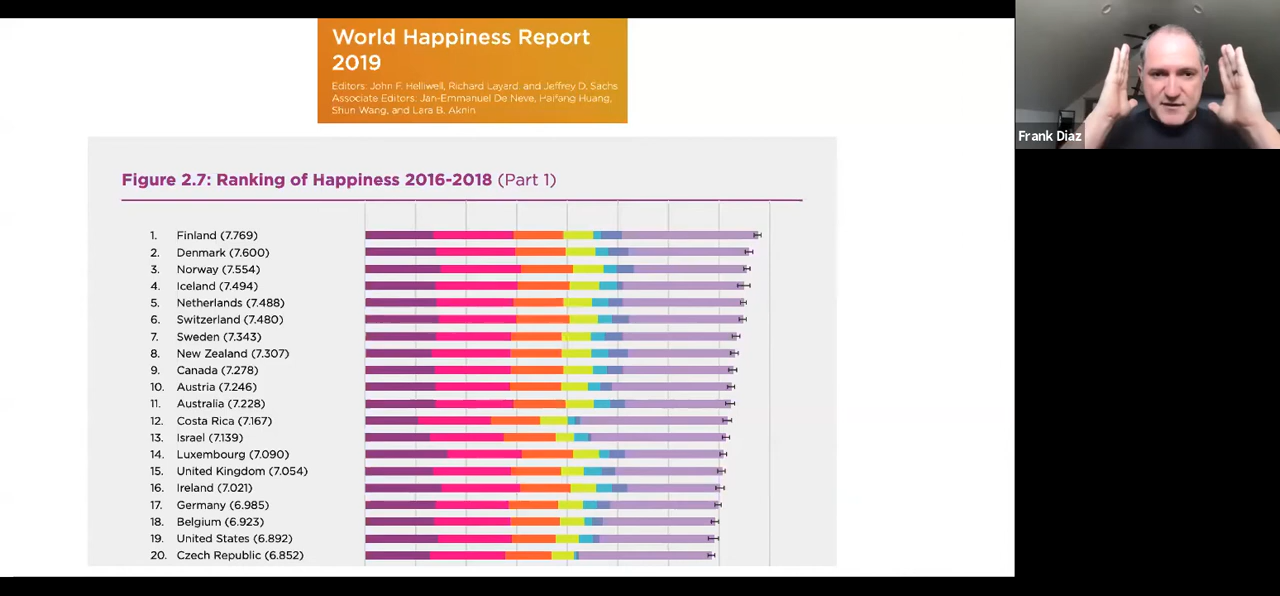 World Happiness Report
2019
Editors: John F. Helliwell, Richard Layard, and Jeffrey D. Sachs
Associate Editors: Jan-Emmanuel De Neve, Haifang Huang,
Shun Wang, and Lara B. Aknin
Frank Diaz
Figure 2.7: Ranking of Happiness 2016-2018 (Part 1)
1. Finland (7.769)
2. Denmark (7.600)
3. Norway (7.554)
4. Iceland (7.494)
5. Netherlands (7.488)
6. Switzerland (7.480)
7. Sweden (7.343)
8. New Zealand (7.307)
9. Canada (7.278)
10. Austria (7.246)
11. Australia (7.228)
12. Costa Rica (7.167)
13. Israel (7.139)
14. Luxembourg (7.090)
15. United Kingdom (7.054)
16. Ireland (7.021)
17. Germany (6.985)
18. Belgium (6.923)
19. United States (6.892)
20. Czech Republic (6.852)